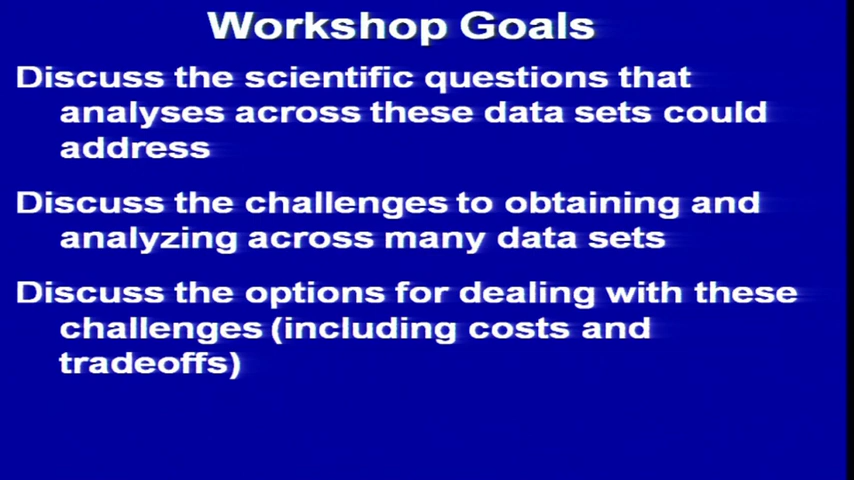 Workshop Goals
Discuss the scientific questions that
analyses across these data sets could
address
Discuss the challenges to obtaining and
analyzing across many data sets
Discuss the options for dealing with these
challenges (including costs and
tradeoffs)